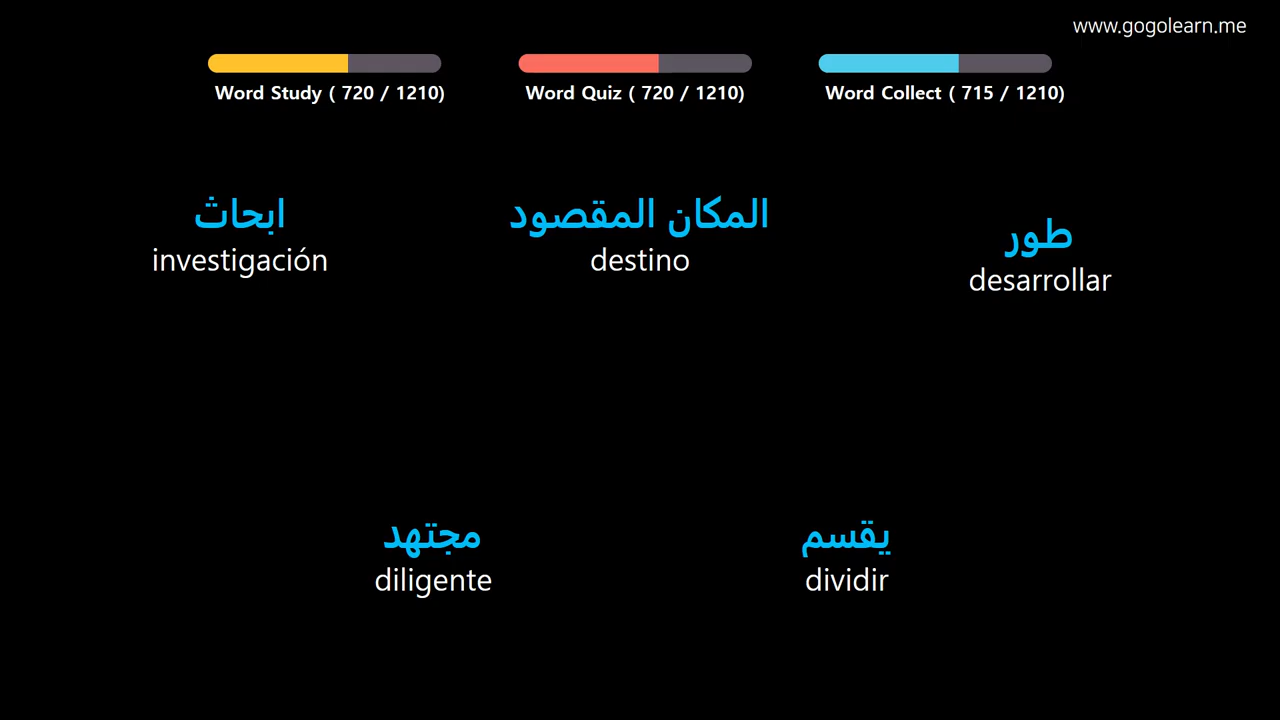 www.gogolearn.me
Word Study ( 720 / 1210)
Word Quiz ( 720 / 1210)
Word Collect ( 715 / 1210)
ابحاث
investigación
المكان المقصود
destino
طور
desarrollar
مجتهد
diligente
يقسم
dividir